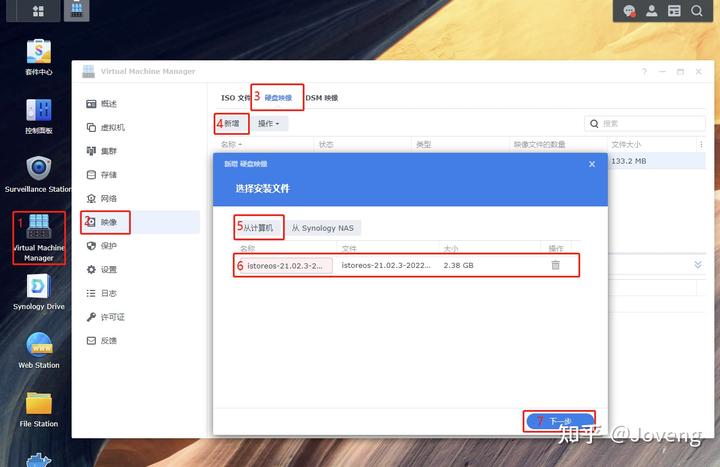 套件中心
控制面板
Surveillance Station
1
Virtual Machine
Manager
Synology Drive
Web Station
File Station
Virtual Machine Manager
概述
虚拟机
集群
存储
网络
2 映像
保护
设置
日志
许可证
反馈
ISO 文件 3 硬盘映像 DSM 映像
4 新增 操作
搜索
名称 状态 类型 映像文件的数量 文件大小
133.2 MB
新增 硬盘映像
选择安装文件
5 从计算机 从 Synology NAS
名称 文件 大小 操作
6 istoreos-21.02.3-2... istoreos-21.02.3-2022... 2.38 GB
7 下一步
知乎 @Joveng